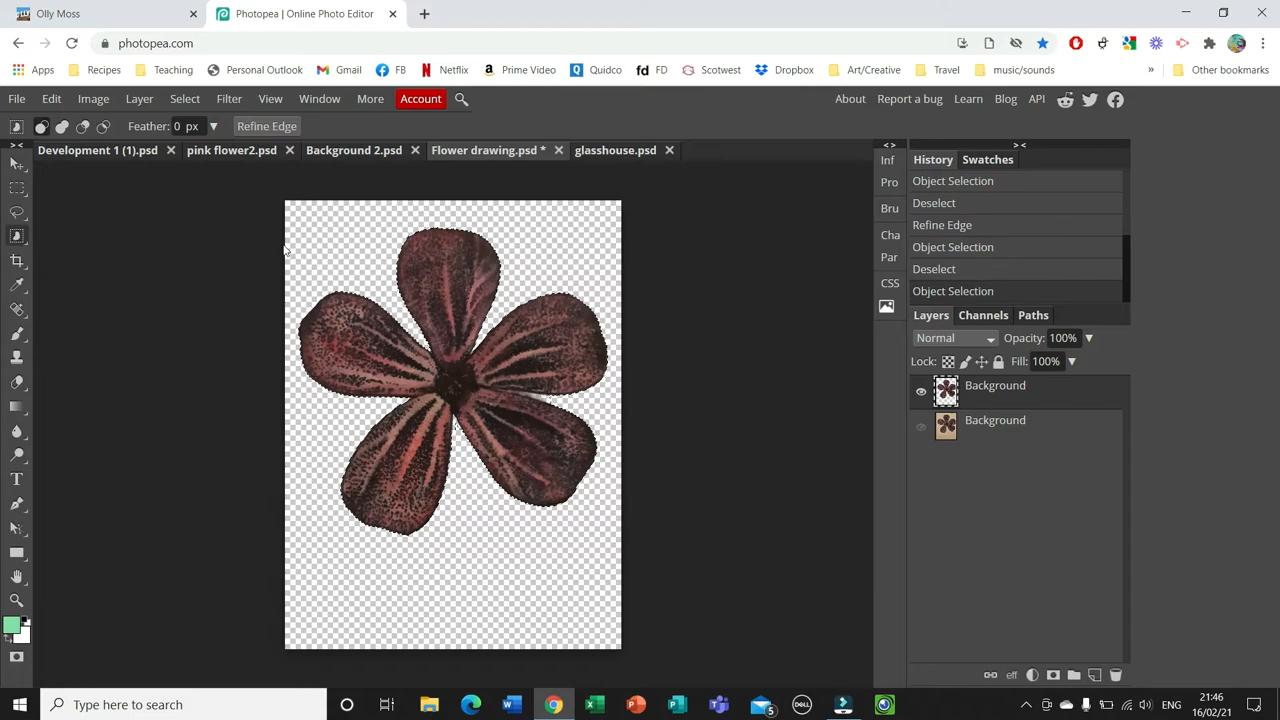 Olly Moss
Photopea | Online Photo Editor
photopea.com
Apps Recipes Teaching Personal Outlook Gmail FB Netflix Prime Video Quidco FD Scotwest Dropbox Art/Creative Travel music/sounds » Other bookmarks
File Edit Image Layer Select Filter View Window More Account About Report a bug Learn Blog API
Feather: 0 px Refine Edge
Development 1 (1).psd pink flower2.psd Background 2.psd Flower drawing.psd * glasshouse.psd
Inf
Pro
Bru
Cha
Par
CSS
History Swatches
Object Selection
Deselect
Refine Edge
Object Selection
Deselect
Object Selection
Layers Channels Paths
Normal Opacity: 100%
Lock: Fill: 100%
Background
Background
eff
Type here to search
5
ENG
21:46
16/02/21